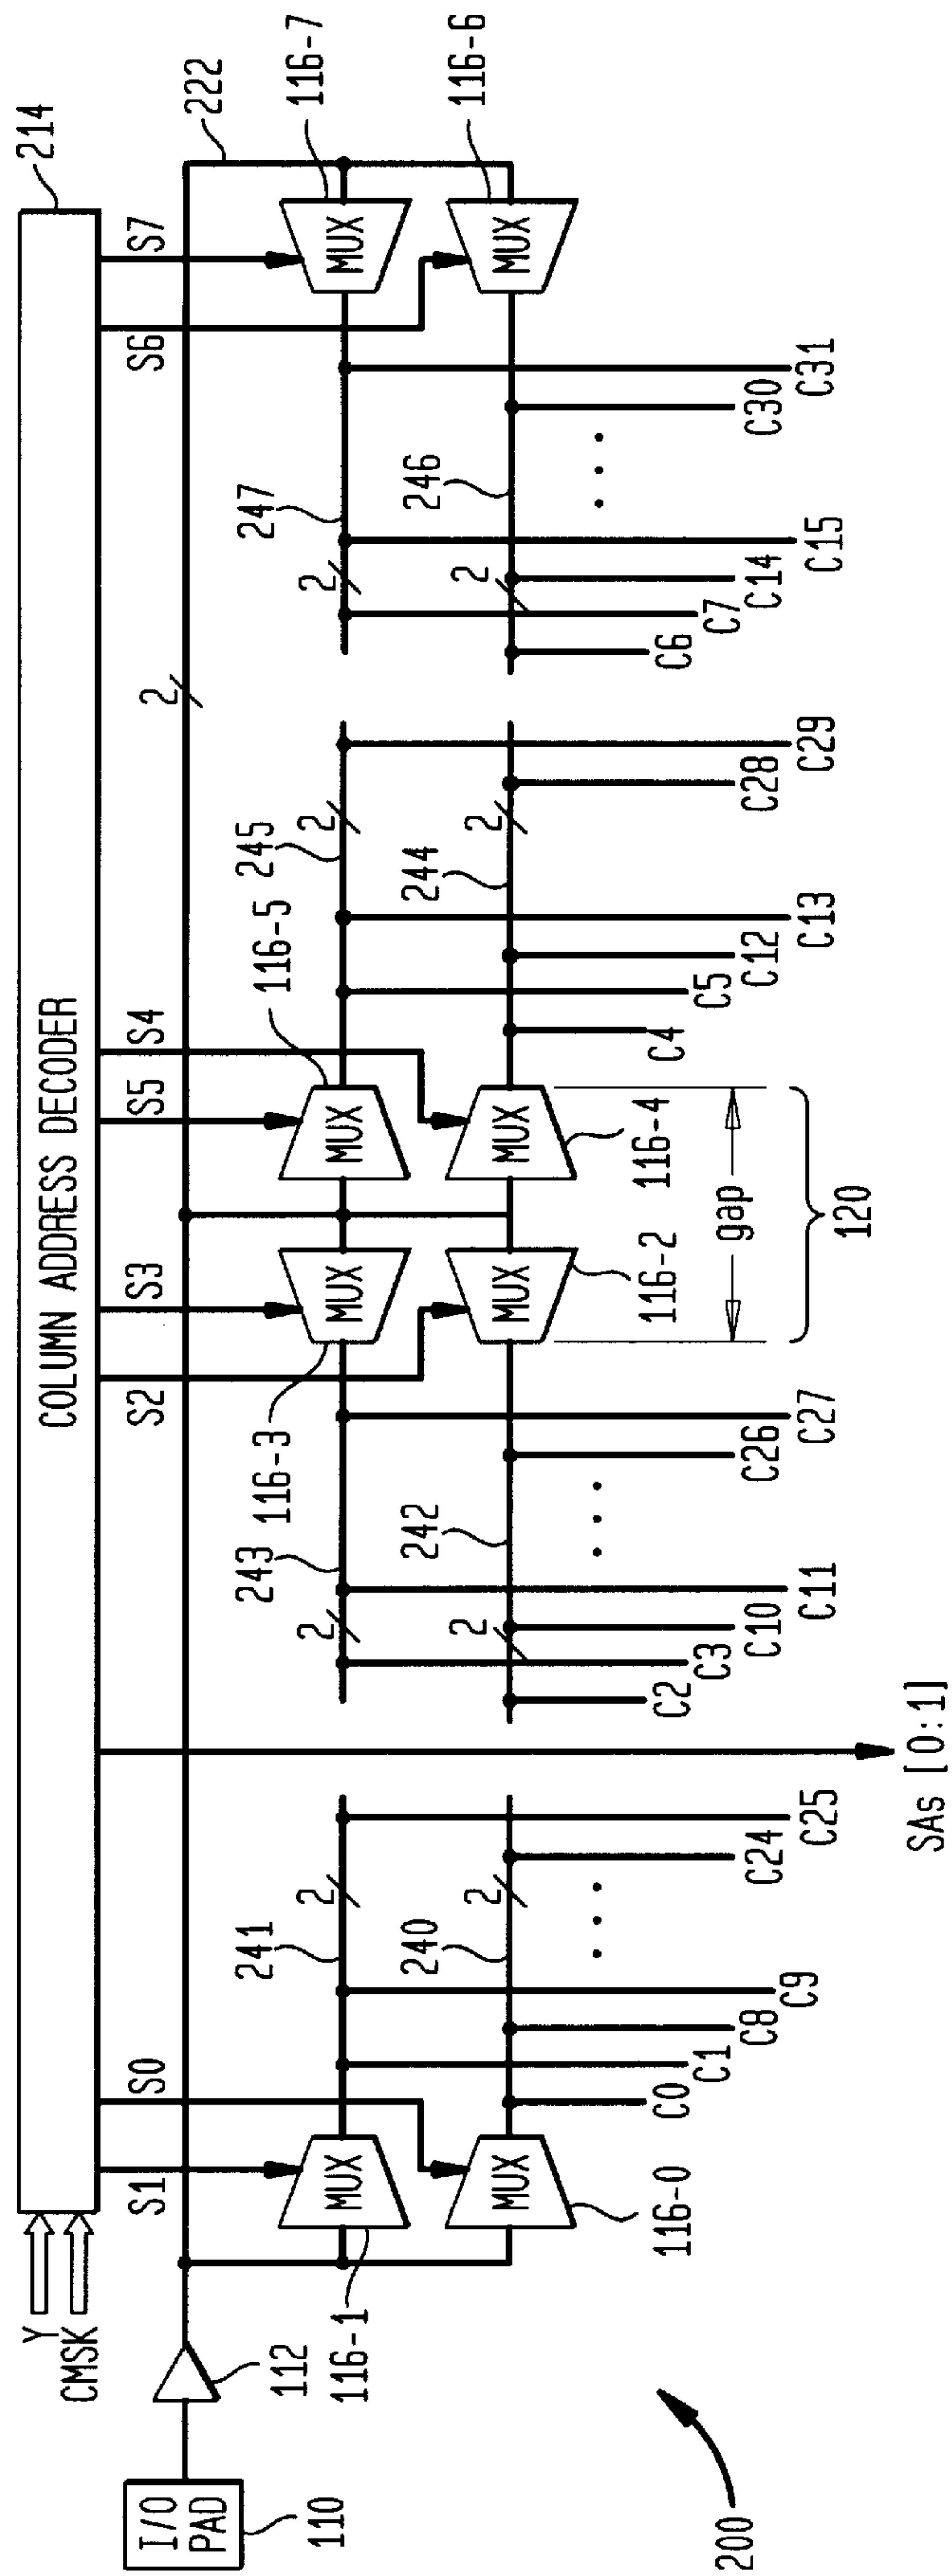 214
COLUMN ADDRESS DECODER
Y
CMSK
S1
S0
S2
S3
S5
S4
S6
S7
222
2
I/O
PAD
110
112
116-1
MUX
241
2
243
2
116-3
MUX
MUX
116-5
245
2
2
247
MUX
116-7
MUX
116-0
240
2
2
242
MUX
116-2
MUX
116-4
244
2
2
246
MUX
116-6
C0
C1
C8
C9
C24
C25
C2
C3
C10
C11
C26
C27
gap
120
C4
C5
C12
C13
C28
C29
C6
C7
C14
C15
C30
C31
SAs [0:1]
200